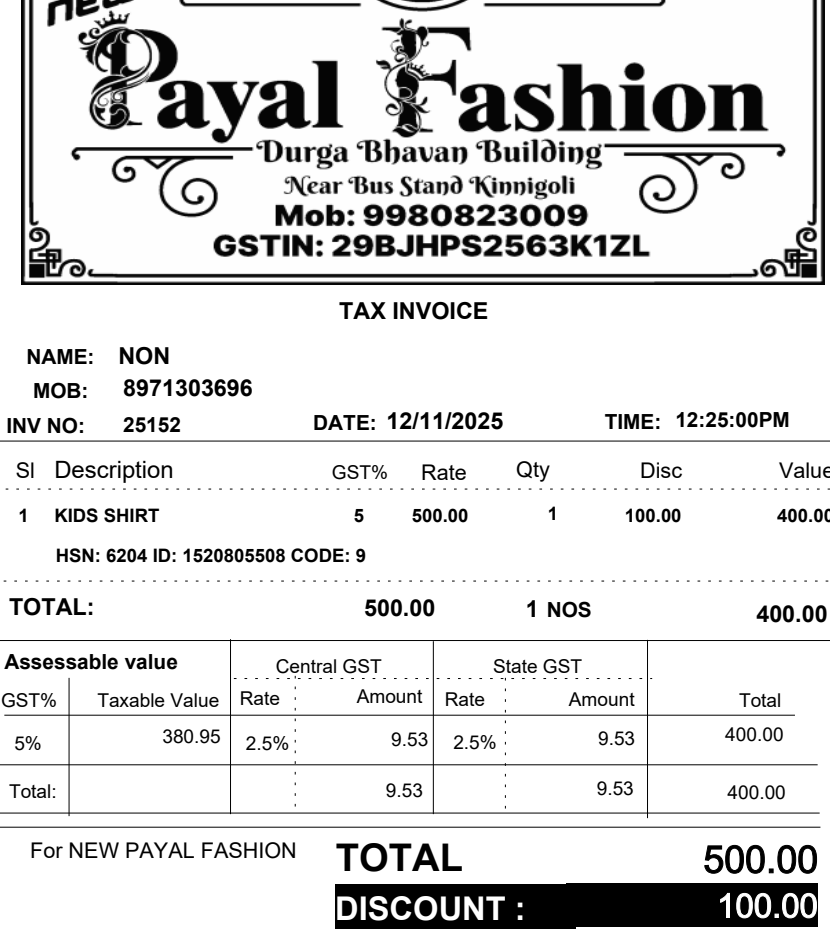 new
Payal Fashion
Durga Bhavan Building
Near Bus Stand Kinnigoli
Mob: 9980823009
GSTIN: 29BJHPS2563K1ZL
TAX INVOICE
NAME: NON
MOB: 8971303696
INV NO: 25152 DATE: 12/11/2025 TIME: 12:25:00PM
Sl Description GST% Rate Qty Disc Value
1 KIDS SHIRT 5 500.00 1 100.00 400.00
HSN: 6204 ID: 1520805508 CODE: 9
TOTAL: 500.00 1 NOS 400.00
Assessable value Central GST State GST
GST% Taxable Value Rate Amount Rate Amount Total
5% 380.95 2.5% 9.53 2.5% 9.53 400.00
Total: 9.53 9.53 400.00
For NEW PAYAL FASHION TOTAL 500.00
DISCOUNT : 100.00